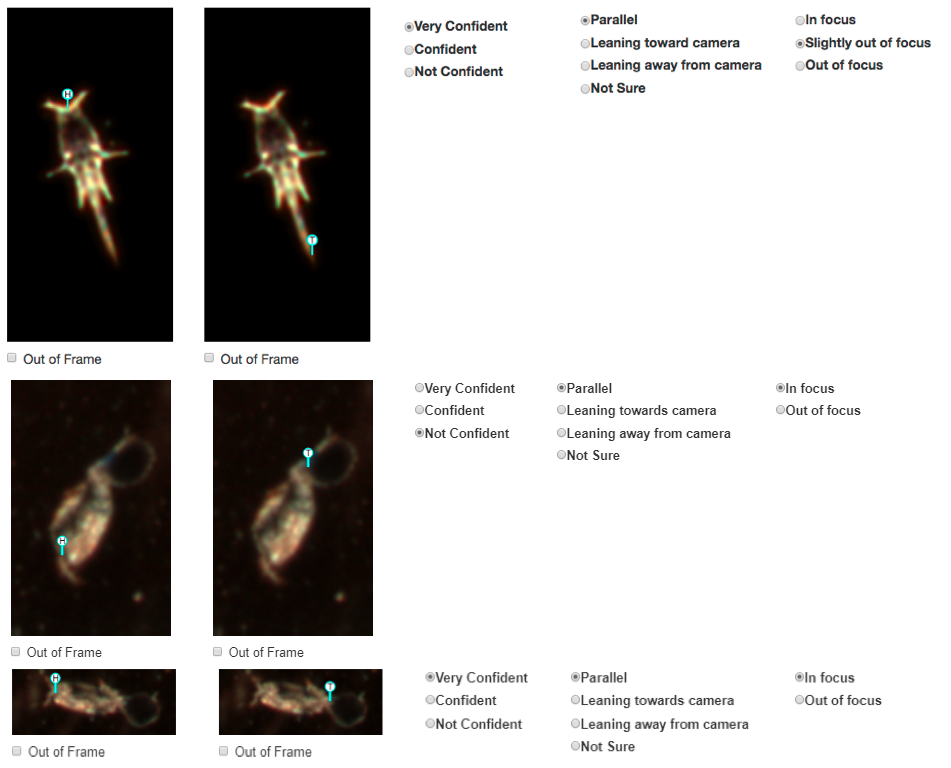 H
T
Very Confident
Confident
Not Confident
Parallel
Leaning toward camera
Leaning away from camera
Not Sure
In focus
Slightly out of focus
Out of focus
Out of Frame
Out of Frame
H
T
Very Confident
Confident
Not Confident
Parallel
Leaning towards camera
Leaning away from camera
Not Sure
In focus
Out of focus
Out of Frame
Out of Frame
H
T
Very Confident
Confident
Not Confident
Parallel
Leaning towards camera
Leaning away from camera
Not Sure
In focus
Out of focus
Out of Frame
Out of Frame